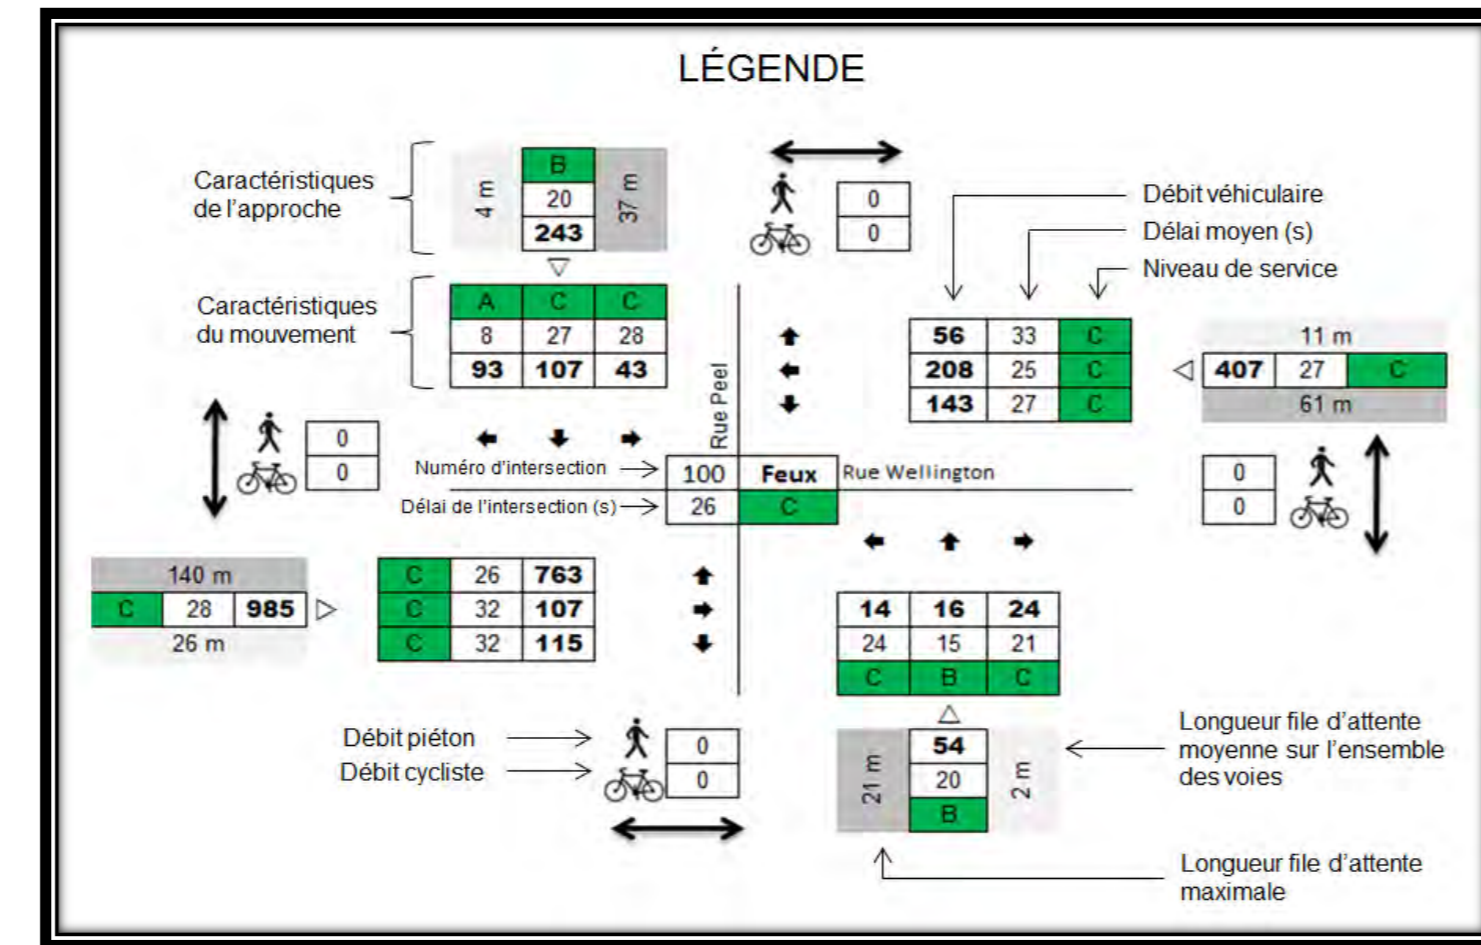 LÉGENDE
Caractéristiques
de l'approche
4 m
B
20
243
37 m
0
0
Débit véhiculaire
Délai moyen (s)
Niveau de service
Caractéristiques
du mouvement
A C C
8 27 28
93 107 43
Rue Peel
56 33 C
208 25 C
143 27 C
11 m
407 27 C
61 m
0
0
Numéro d'intersection
100 Feux Rue Wellington
Délai de l'intersection (s)
26 C
0
0
140 m
C 28 985
26 m
C 26 763
C 32 107
C 32 115
14 16 24
24 15 21
C B C
Débit piéton
0
Débit cycliste
0
21 m
54
20
B
2 m
Longueur file d'attente
moyenne sur l'ensemble
des voies
Longueur file d'attente
maximale